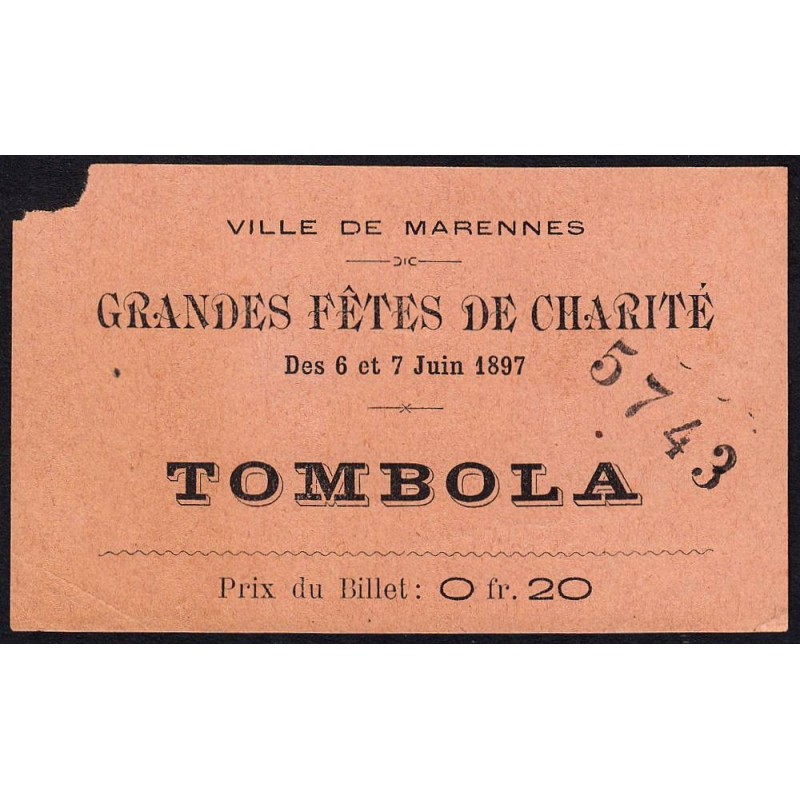 VILLE DE MARENNES
GRANDES FÊTES DE CHARITÉ
Des 6 et 7 Juin 1897
5743
TOMBOLA
Prix du Billet : 0 fr. 20